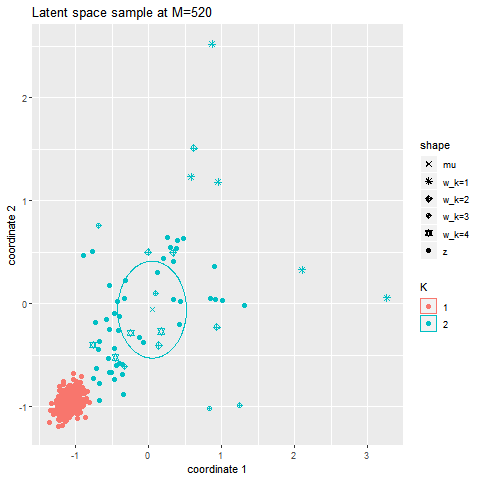 Latent space sample at M=520
coordinate 2
2
1
0
-1
-1
0
1
2
3
coordinate 1
shape
mu
w_k=1
w_k=2
w_k=3
w_k=4
z
K
1
2